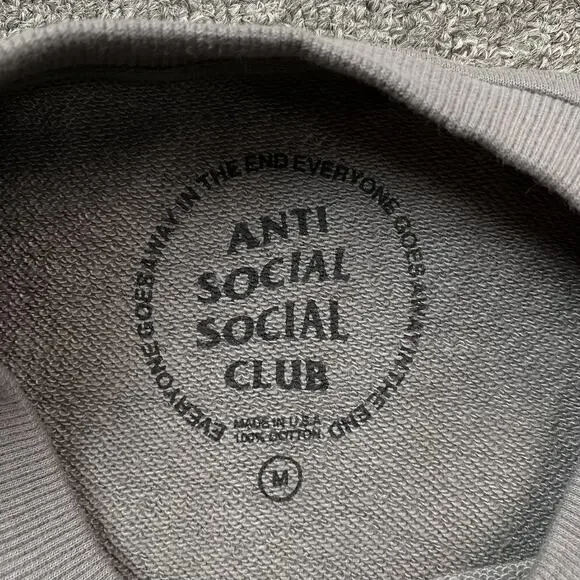 EVERYONE GOES AWAY IN THE END EVERYONE GOES AWAY IN THE END
ANTI
SOCIAL
SOCIAL
CLUB
MADE IN U.S.A
100% COTTON
M